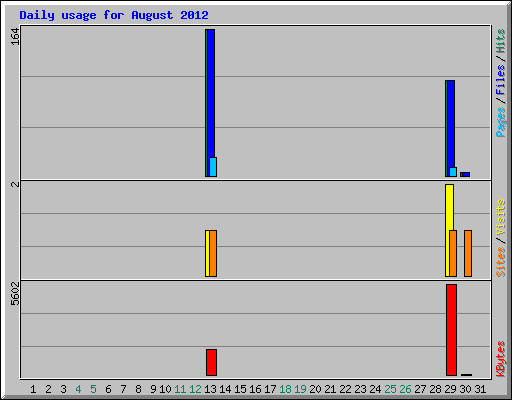 Daily usage for August 2012
164
2
5602
Pages / Files / Hits
Sites / Visits
KBytes
1 2 3 4 5 6 7 8 9 10 11 12 13 14 15 16 17 18 19 20 21 22 23 24 25 26 27 28 29 30 31